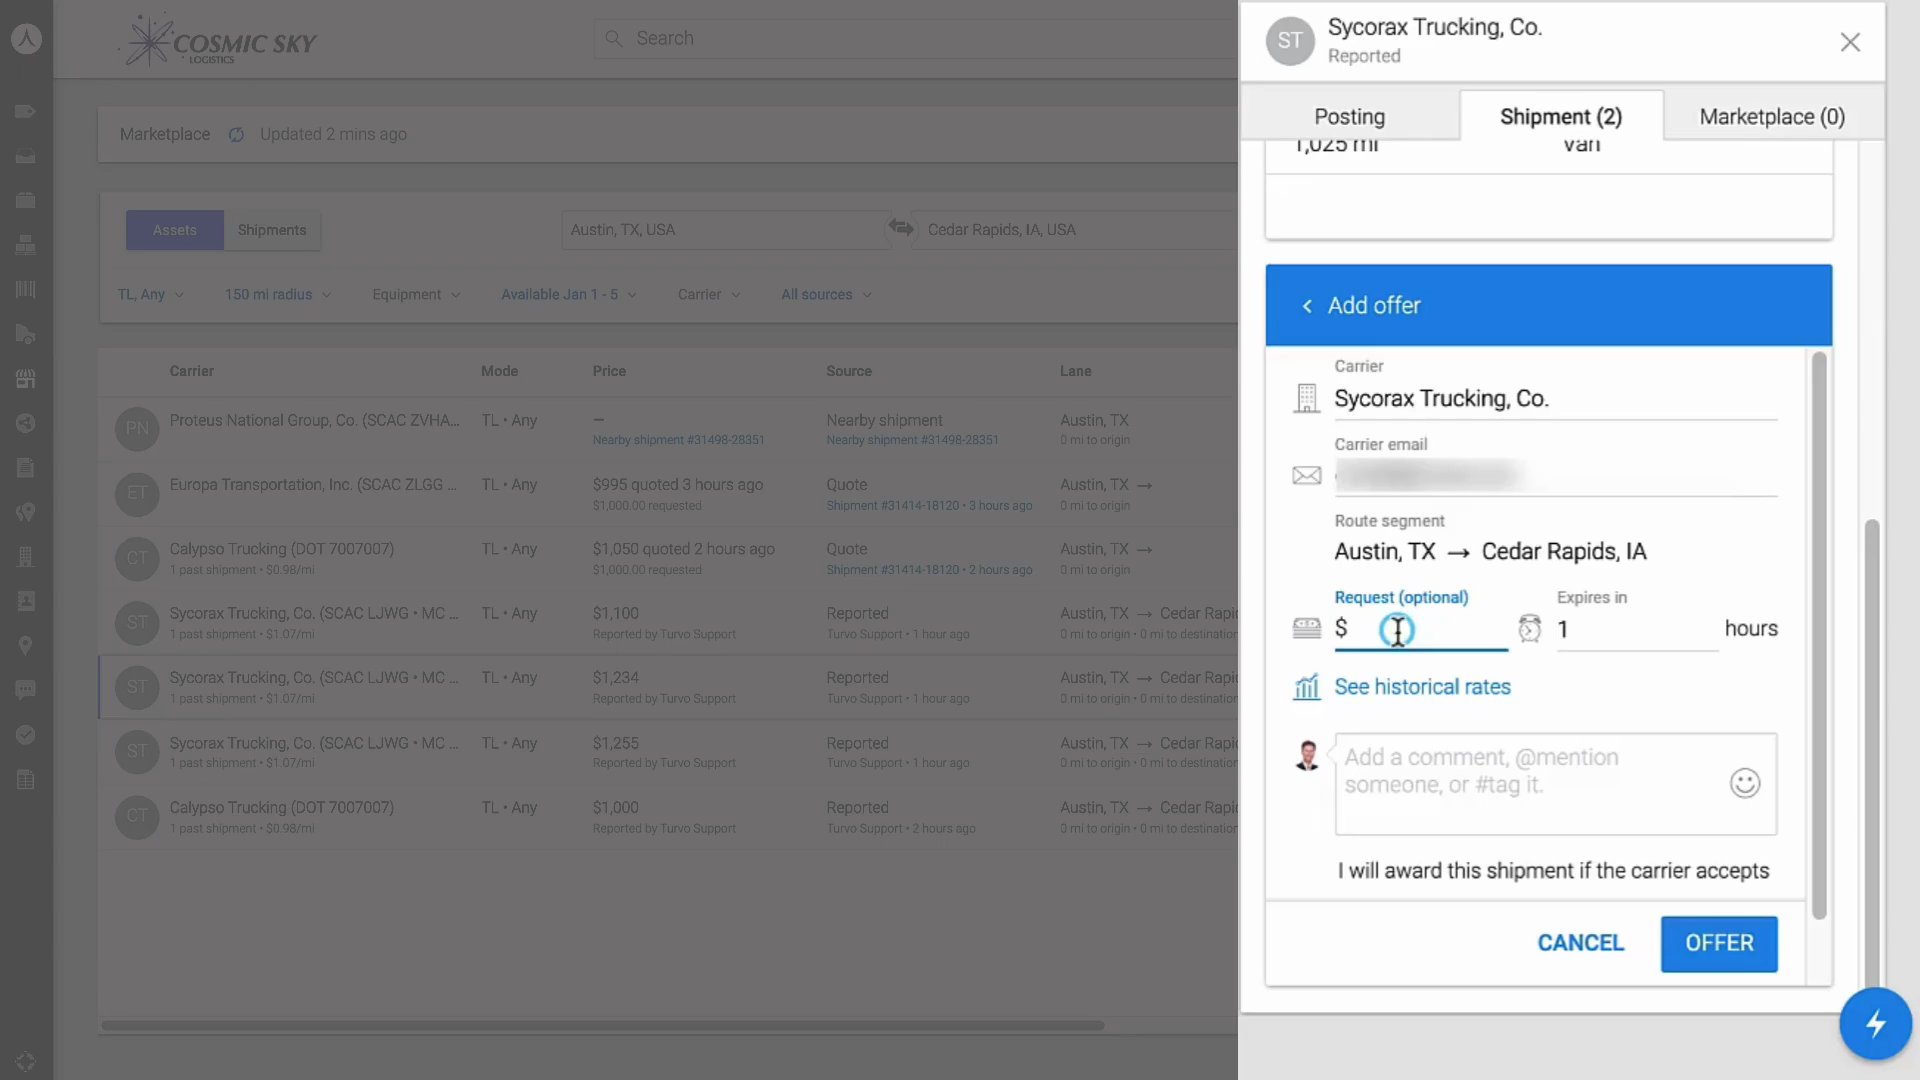 COSMIC SKY
LOGISTICS
Search
Marketplace
Updated 2 mins ago
Assets
Shipments
Austin, TX, USA
Cedar Rapids, IA, USA
TL, Any
150 mi radius
Equipment
Available Jan 1 - 5
Carrier
All sources
Carrier Mode Price Source Lane
PN
Proteus National Group, Co. (SCAC ZVHA... TL • Any — Nearby shipment Austin, TX
Nearby shipment #31498-28351 Nearby shipment #31498-28351 0 mi to origin
ET
Europa Transportation, Inc. (SCAC ZLGG ... TL • Any $995 quoted 3 hours ago Quote Austin, TX →
$1,000.00 requested Shipment #31414-18120 • 3 hours ago 0 mi to origin
CT
Calypso Trucking (DOT 7007007) TL • Any $1,050 quoted 2 hours ago Quote Austin, TX →
1 past shipment • $0.98/mi $1,000.00 requested Shipment #31414-18120 • 2 hours ago 0 mi to origin
ST
Sycorax Trucking, Co. (SCAC LJWG • MC ... TL • Any $1,100 Reported Austin, TX → Cedar Rapi
1 past shipment • $1.07/mi Reported by Turvo Support Turvo Support • 1 hour ago 0 mi to origin • 0 mi to destination
ST
Sycorax Trucking, Co. (SCAC LJWG • MC ... TL • Any $1,234 Reported Austin, TX → Cedar Rapi
1 past shipment • $1.07/mi Reported by Turvo Support Turvo Support • 1 hour ago 0 mi to origin • 0 mi to destination
ST
Sycorax Trucking, Co. (SCAC LJWG • MC ... TL • Any $1,255 Reported Austin, TX → Cedar Rapi
1 past shipment • $1.07/mi Reported by Turvo Support Turvo Support • 1 hour ago 0 mi to origin • 0 mi to destination
CT
Calypso Trucking (DOT 7007007) TL • Any $1,000 Reported Austin, TX → Cedar Rapi
1 past shipment • $0.98/mi Reported by Turvo Support Turvo Support • 2 hours ago 0 mi to origin • 0 mi to destination
ST
Sycorax Trucking, Co.
Reported
Posting
Shipment (2)
Marketplace (0)
1,025 mi
Van
Add offer
Carrier
Sycorax Trucking, Co.
Carrier email
Route segment
Austin, TX → Cedar Rapids, IA
Request (optional)
Expires in
$
1
hours
See historical rates
Add a comment, @mention
someone, or #tag it.
I will award this shipment if the carrier accepts
CANCEL
OFFER